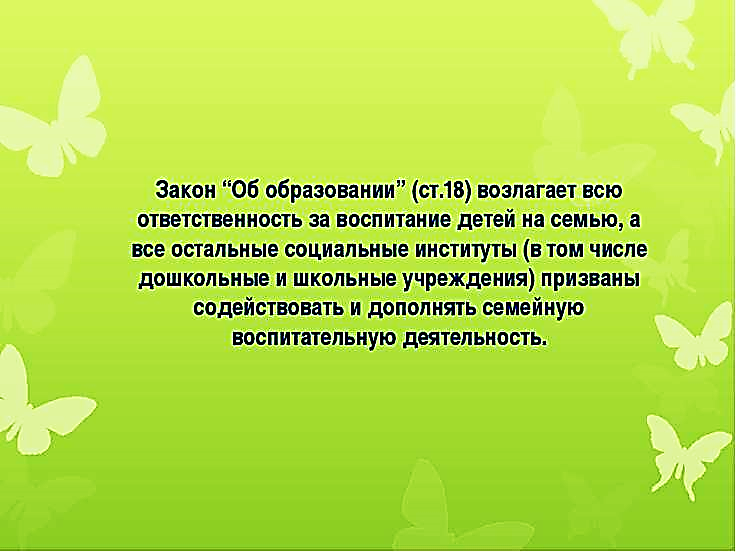 Закон “Об образовании” (ст.18) возлагает всю
ответственность за воспитание детей на семью, а
все остальные социальные институты (в том числе
дошкольные и школьные учреждения) призваны
содействовать и дополнять семейную
воспитательную деятельность.